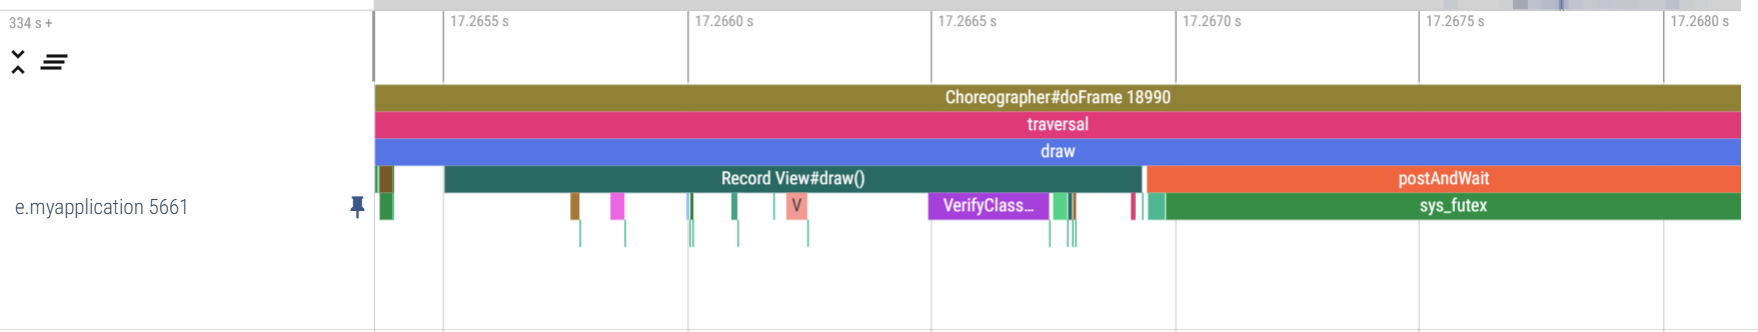 334 s +
17.2655 s
17.2660 s
17.2665 s
17.2670 s
17.2675 s
17.2680 s
Choreographer#doFrame 18990
traversal
draw
Record View#draw()
postAndWait
e.myapplication 5661
V
VerifyClass...
sys_futex